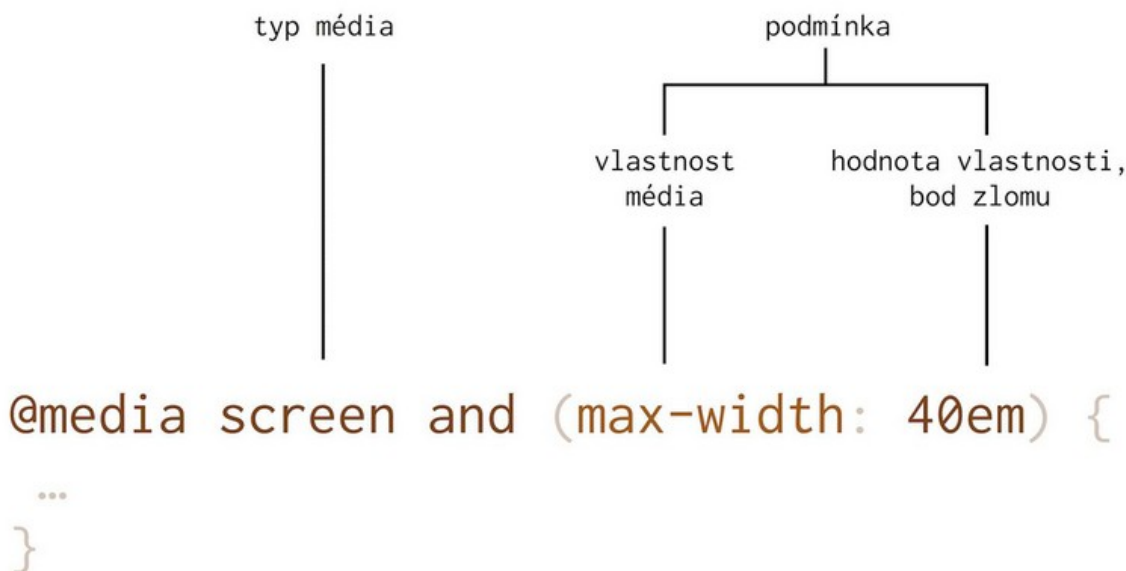 typ média
podmínka
vlastnost
média
hodnota vlastnosti,
bod zlomu
@media screen and (max-width: 40em) {
…
}